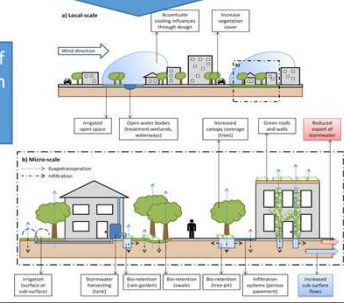 a) Local-scale
Accentuate
cooling influences
through design
Increase
vegetation
cover
Wind direction
b)
Irrigated
open space
Open water bodies
(treatment wetlands,
waterways)
Increased
canopy coverage
(trees)
Green roofs
and walls
Reduced
export of
stormwater
b) Micro-scale
Evapotranspiration
Infiltration
Irrigation
(surface or
sub-surface)
Stormwater
harvesting
(tank)
Bio-retention
(rain-garden)
Bio-retention
(swale)
Bio-retention
(tree-pit)
Infiltration
systems (porous
pavement)
Increased
sub-surface
flows